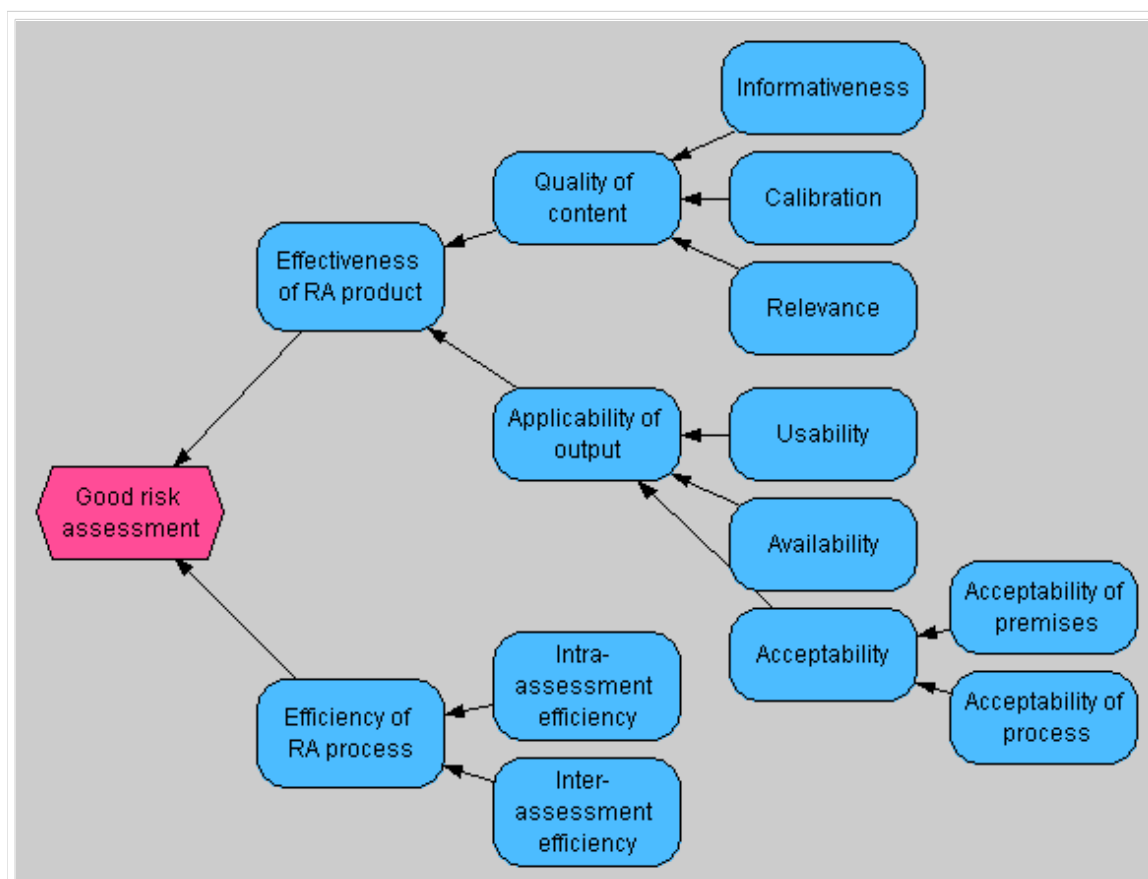 Informativeness
Quality of
content
Calibration
Effectiveness
of RA product
Relevance
Applicability of
output
Usability
Good risk
assessment
Availability
Acceptability of
premises
Intra-
assessment
efficiency
Acceptability
Efficiency of
RA process
Acceptability of
process
Inter-
assessment
efficiency